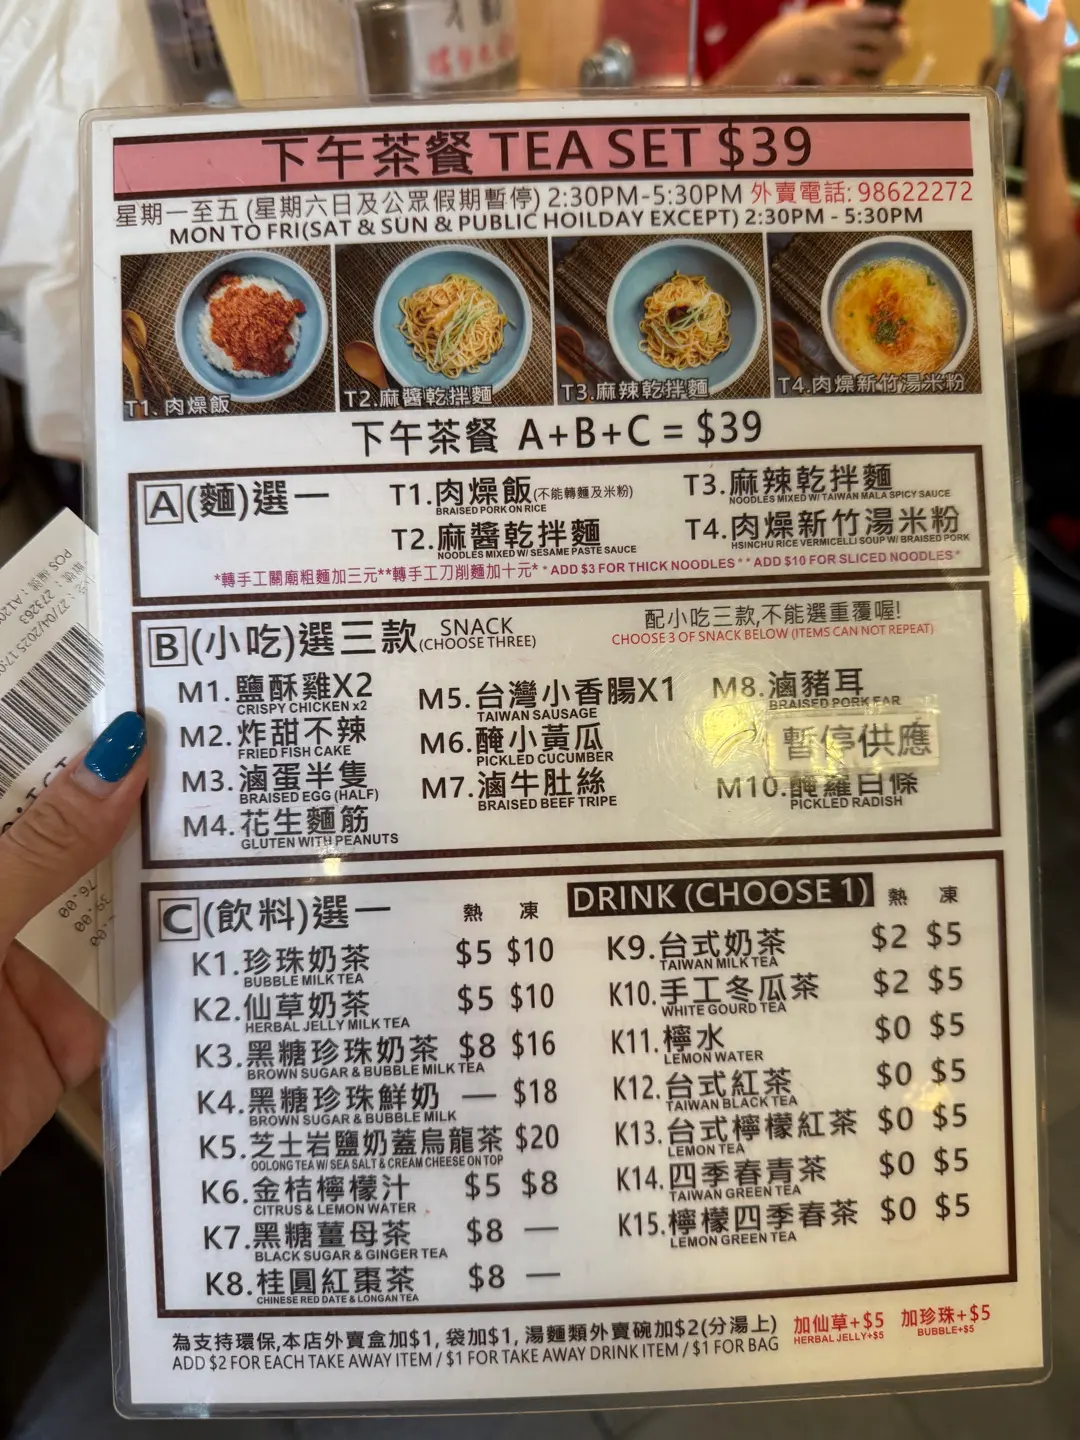 下午茶餐 TEA SET $39
星期一至五 (星期六日及公眾假期暫停) 2:30PM-5:30PM 外賣電話: 98622272
MON TO FRI(SAT & SUN & PUBLIC HOILDAY EXCEPT) 2:30PM - 5:30PM
T1. 肉燥飯
T2.麻醬乾拌麵
T3.麻辣乾拌麵
T4.肉燥新竹湯米粉
下午茶餐 A+B+C = $39
A(麵)選一
T1.肉燥飯(不能轉麵及米粉)
BRAISED PORK ON RICE
T2.麻醬乾拌麵
NOODLES MIXED W/ SESAME PASTE SAUCE
T3.麻辣乾拌麵
NOODLES MIXED W/ TAIWAN MALA SPICY SAUCE
T4.肉燥新竹湯米粉
HSINCHU RICE VERMICELLI SOUP W/ BRAISED PORK
*轉手工關廟粗麵加三元**轉手工刀削麵加十元* *ADD $3 FOR THICK NOODLES * *ADD $10 FOR SLICED NOODLES*
B(小吃)選三款 SNACK (CHOOSE THREE)
配小吃三款,不能選重覆喔!
CHOOSE 3 OF SNACK BELOW (ITEMS CAN NOT REPEAT)
M1.鹽酥雞X2
CRISPY CHICKEN x2
M2.炸甜不辣
FRIED FISH CAKE
M3.滷蛋半隻
BRAISED EGG (HALF)
M4.花生麵筋
GLUTEN WITH PEANUTS
M5.台灣小香腸X1
TAIWAN SAUSAGE
M6.醃小黃瓜
PICKLED CUCUMBER
M7.滷牛肚絲
BRAISED BEEF TRIPE
M8.滷豬耳
BRAISED PORK EAR
暫停供應
M10.醃蘿白條
PICKLED RADISH
C(飲料)選一
熱 凍
DRINK (CHOOSE 1) 熱 凍
K1.珍珠奶茶 $5 $10
BUBBLE MILK TEA
K2.仙草奶茶 $5 $10
HERBAL JELLY MILK TEA
K3.黑糖珍珠奶茶 $8 $16
BROWN SUGAR & BUBBLE MILK TEA
K4.黑糖珍珠鮮奶 — $18
BROWN SUGAR & BUBBLE MILK
K5.芝士岩鹽奶蓋烏龍茶 $20
OOLONG TEA W/ SEA SALT & CREAM CHEESE ON TOP
K6.金桔檸檬汁 $5 $8
CITRUS & LEMON WATER
K7.黑糖薑母茶 $8 —
BLACK SUGAR & GINGER TEA
K8.桂圓紅棗茶 $8 —
CHINESE RED DATE & LONGAN TEA
K9.台式奶茶 $2 $5
TAIWAN MILK TEA
K10.手工冬瓜茶 $2 $5
WHITE GOURD TEA
K11.檸水 $0 $5
LEMON WATER
K12.台式紅茶 $0 $5
TAIWAN BLACK TEA
K13.台式檸檬紅茶 $0 $5
LEMON TEA
K14.四季春青茶 $0 $5
TAIWAN GREEN TEA
K15.檸檬四季春茶 $0 $5
LEMON GREEN TEA
為支持環保,本店外賣盒加$1, 袋加$1, 湯麵類外賣碗加$2(分湯上)
ADD $2 FOR EACH TAKE AWAY ITEM / $1 FOR TAKE AWAY DRINK ITEM / $1 FOR BAG
加仙草+$5
HERBAL JELLY+$5
加珍珠+$5
BUBBLE+$5
273263
27/04/2025
76.00
39.00